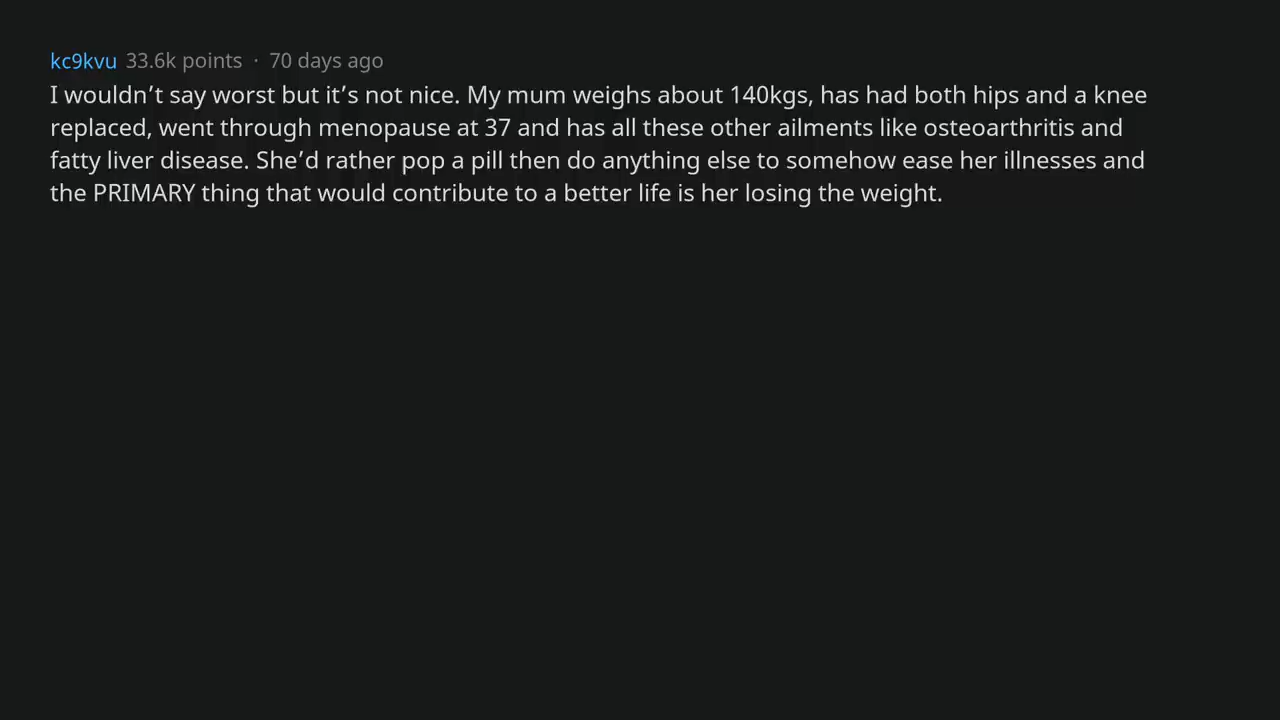 kc9kvu 33.6k points · 70 days ago
I wouldn’t say worst but it’s not nice. My mum weighs about 140kgs, has had both hips and a knee
replaced, went through menopause at 37 and has all these other ailments like osteoarthritis and
fatty liver disease. She’d rather pop a pill then do anything else to somehow ease her illnesses and
the PRIMARY thing that would contribute to a better life is her losing the weight.